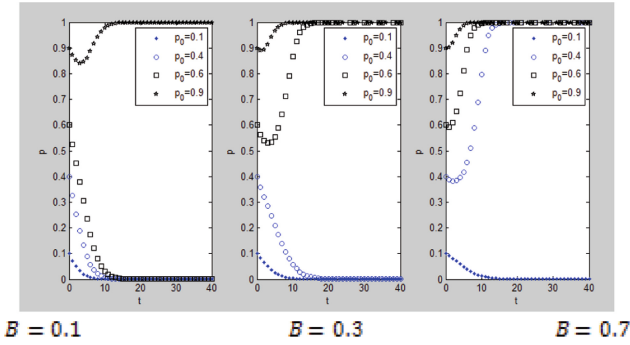 1 1 1
0.9 0.9 0.9
0.8 0.8 0.8
0.7 0.7 0.7
0.6 0.6 0.6
0.5 0.5 0.5
0.4 0.4 0.4
0.3 0.3 0.3
0.2 0.2 0.2
0.1 0.1 0.1
0 0 0
p p p
p0=0.1 p0=0.1 p0=0.1
p0=0.4 p0=0.4 p0=0.4
p0=0.6 p0=0.6 p0=0.6
p0=0.9 p0=0.9 p0=0.9
0 10 20 30 40 0 10 20 30 40 0 10 20 30 40
t t t
B = 0.1 B = 0.3 B = 0.7